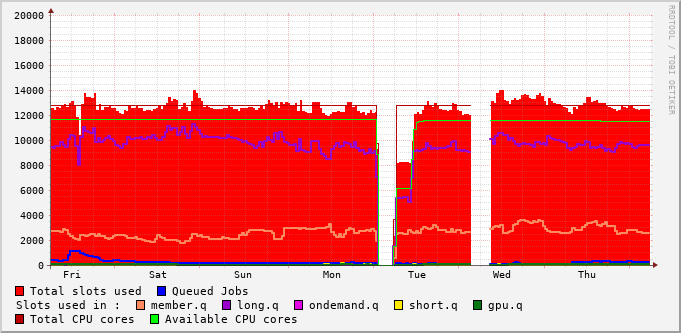 20000
18000
16000
14000
12000
10000
8000
6000
4000
2000
0
Fri Sat Sun Mon Tue Wed Thu
RRDTOOL / TOBI OETIKER
Total slots used Queued Jobs
Slots used in : member.q long.q ondemand.q short.q gpu.q
Total CPU cores Available CPU cores